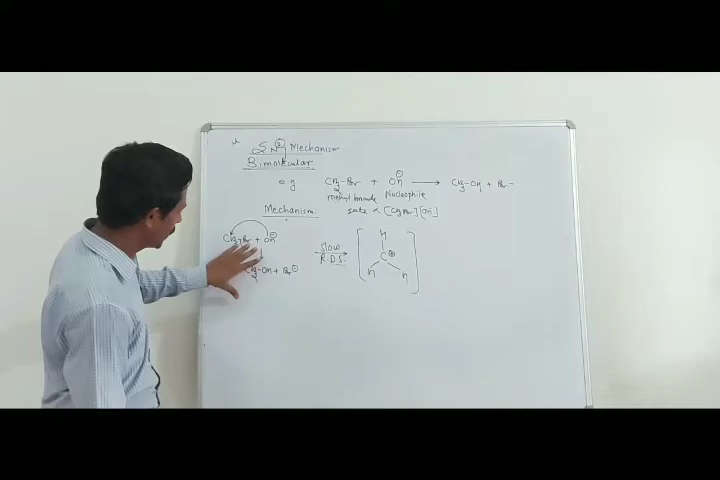 SN2 Mechanism
Bimolecular
e.g CH3-Br + OH⊖ → CH3-OH + Br-
methyl bromide Nucleophile
Mechanism: rate ∝ [CH3Br] [OH]
CH3-Br + OH⊖ slow R.D.S. [ H C⊕ H H ]
CH3-OH + Br⊖